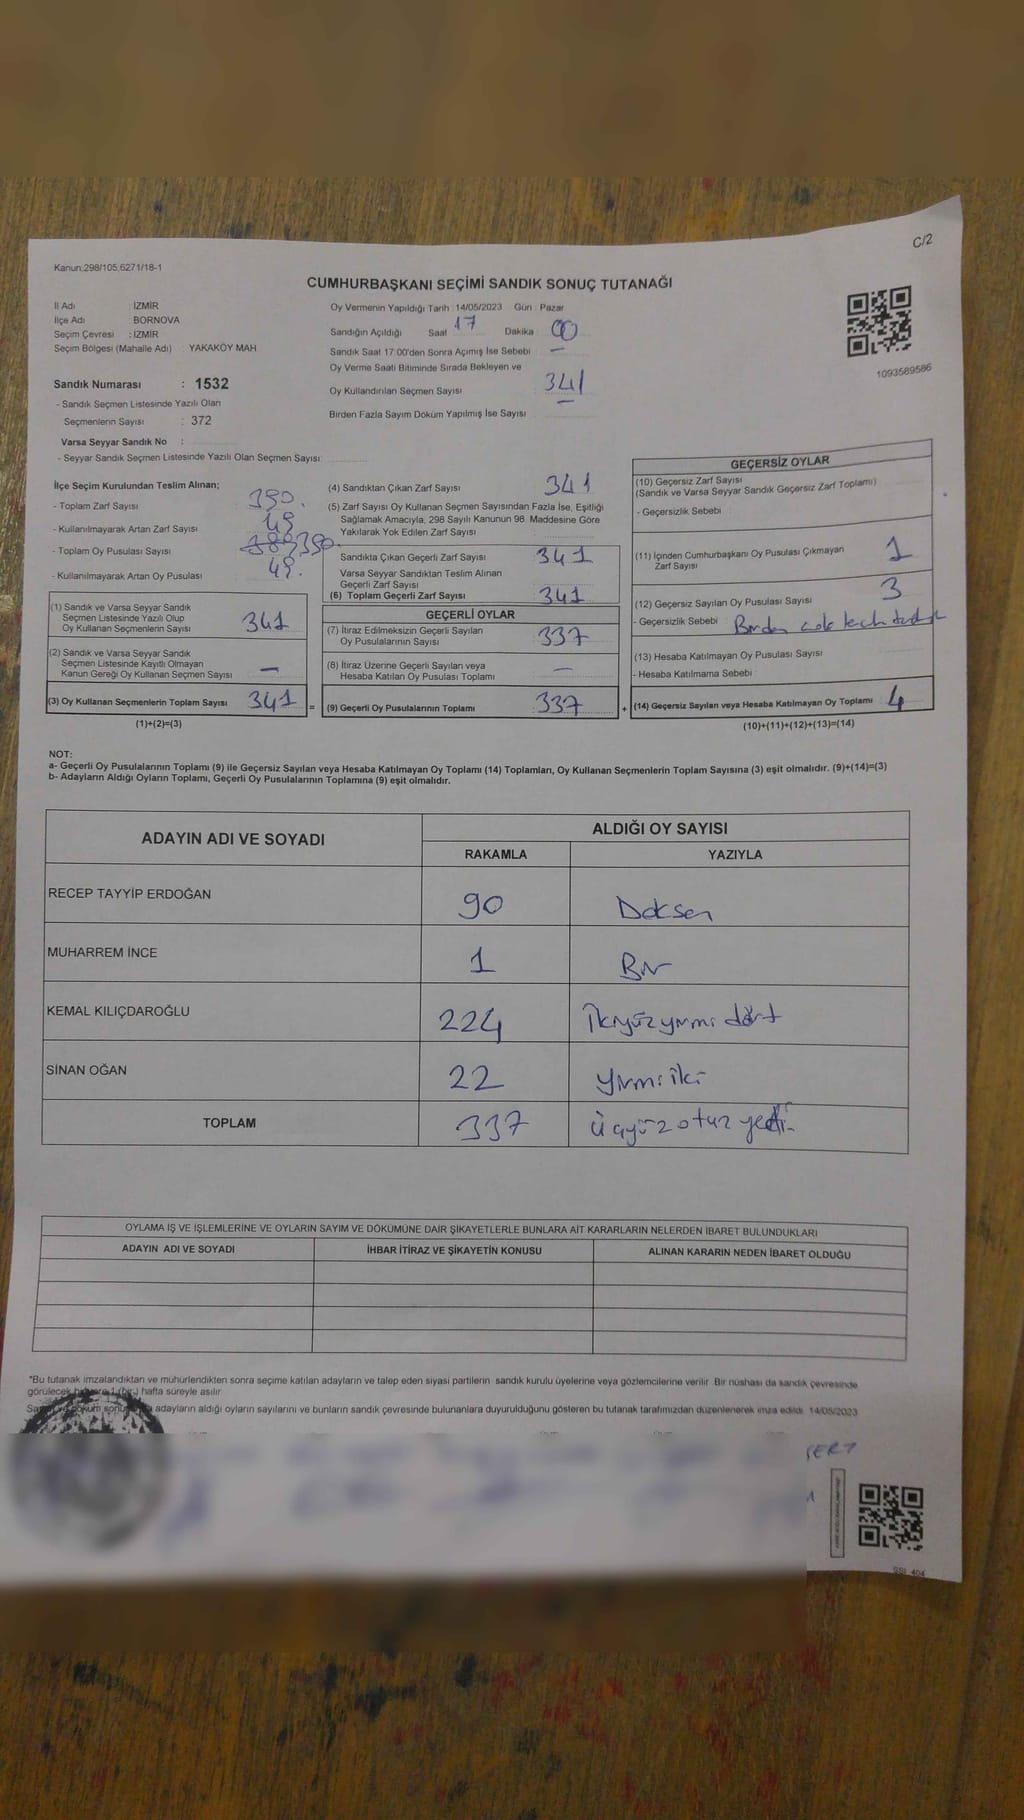 C/2
Kanun:298/105,6271/18-1
CUMHURBAŞKANI SEÇİMİ SANDIK SONUÇ TUTANAĞI
İl Adı İZMİR
İlçe Adı BORNOVA
Seçim Çevresi : İZMİR
Seçim Bölgesi (Mahalle Adı) : YAKAKÖY MAH.
Sandık Numarası : 1532
- Sandık Seçmen Listesinde Yazılı Olan
Seçmenlerin Sayısı : 372
Varsa Seyyar Sandık No :
- Seyyar Sandık Seçmen Listesinde Yazılı Olan Seçmen Sayısı:
Oy Vermenin Yapıldığı Tarih 14/05/2023 Gün : Pazar
Sandığın Açıldığı Saat 17 Dakika 00
Sandık Saat 17:00'den Sonra Açımış İse Sebebi : —
Oy Verme Saati Bitiminde Sırada Bekleyen ve
Oy Kullandırılan Seçmen Sayısı 341
Birden Fazla Sayım Döküm Yapılmış İse Sayısı —
1093589586
İlçe Seçim Kurulundan Teslim Alınan;
- Toplam Zarf Sayısı 390.
- Kullanılmayarak Artan Zarf Sayısı 49
- Toplam Oy Pusulası Sayısı 390.
- Kullanılmayarak Artan Oy Pusulası 49.
(1) Sandık ve Varsa Seyyar Sandık
Seçmen Listesinde Yazılı Olup
Oy Kullanan Seçmenlerin Sayısı 341
(2) Sandık ve Varsa Seyyar Sandık
Seçmen Listesinde Kayıtlı Olmayan
Kanun Gereği Oy Kullanan Seçmen Sayısı —
(3) Oy Kullanan Seçmenlerin Toplam Sayısı 341 =
(1)+(2)=(3)
(4) Sandıktan Çıkan Zarf Sayısı 341
(5) Zarf Sayısı Oy Kullanan Seçmen Sayısından Fazla İse, Eşitliği
Sağlamak Amacıyla, 298 Sayılı Kanunun 98. Maddesine Göre
Yakılarak Yok Edilen Zarf Sayısı
Sandıkta Çıkan Geçerli Zarf Sayısı 341
Varsa Seyyar Sandıktan Teslim Alınan
Geçerli Zarf Sayısı
(6) Toplam Geçerli Zarf Sayısı 341
GEÇERLİ OYLAR
(7) İtiraz Edilmeksizin Geçerli Sayılan
Oy Pusulalarının Sayısı 337
(8) İtiraz Üzerine Geçerli Sayılan veya
Hesaba Katılan Oy Pusulası Toplamı —
(9) Geçerli Oy Pusulalarının Toplamı 337 +
GEÇERSİZ OYLAR
(10) Geçersiz Zarf Sayısı
(Sandık ve Varsa Seyyar Sandık Geçersiz Zarf Toplamı)
- Geçersizlik Sebebi :
(11) İçinden Cumhurbaşkanı Oy Pusulası Çıkmayan
Zarf Sayısı 1
(12) Geçersiz Sayılan Oy Pusulası Sayısı 3
- Geçersizlik Sebebi : Birden çok tercih
(13) Hesaba Katılmayan Oy Pusulası Sayısı
- Hesaba Katılmama Sebebi
(14) Geçersiz Sayılan veya Hesaba Katılmayan Oy Toplamı 4
(10)+(11)+(12)+(13)=(14)
NOT:
a- Geçerli Oy Pusulalarının Toplamı (9) ile Geçersiz Sayılan veya Hesaba Katılmayan Oy Toplamı (14) Toplamları, Oy Kullanan Seçmenlerin Toplam Sayısına (3) eşit olmalıdır. (9)+(14)=(3)
b- Adayların Aldığı Oyların Toplamı, Geçerli Oy Pusulalarının Toplamına (9) eşit olmalıdır.
ADAYIN ADI VE SOYADI ALDIĞI OY SAYISI
RAKAMLA YAZIYLA
RECEP TAYYİP ERDOĞAN 90 Doksan
MUHARREM İNCE 1 Bir
KEMAL KILIÇDAROĞLU 224 İkiyüzyirmi dört
SİNAN OĞAN 22 yirmi iki
TOPLAM 337 üçyüzotuz yedi
OYLAMA İŞ VE İŞLEMLERİNE VE OYLARIN SAYIM VE DÖKÜMÜNE DAİR ŞİKAYETLERLE BUNLARA AİT KARARLARIN NELERDEN İBARET BULUNDUKLARI
ADAYIN ADI VE SOYADI İHBAR İTİRAZ VE ŞİKAYETİN KONUSU ALINAN KARARIN NEDEN İBARET OLDUĞU
*Bu tutanak imzalandıktan ve mühürlendikten sonra seçime katılan adayların ve talep eden siyasi partilerin sandık kurulu üyelerine veya gözlemcilerine verilir. Bir nüshası da sandık çevresinde
görülecek bir yere 1 (bir) hafta süreyle asılır.
adayların aldığı oyların sayılarını ve bunların sandık çevresinde bulunanlara duyurulduğunu gösteren bu tutanak tarafımızdan düzenlenerek imza edildi. 14/05/2023